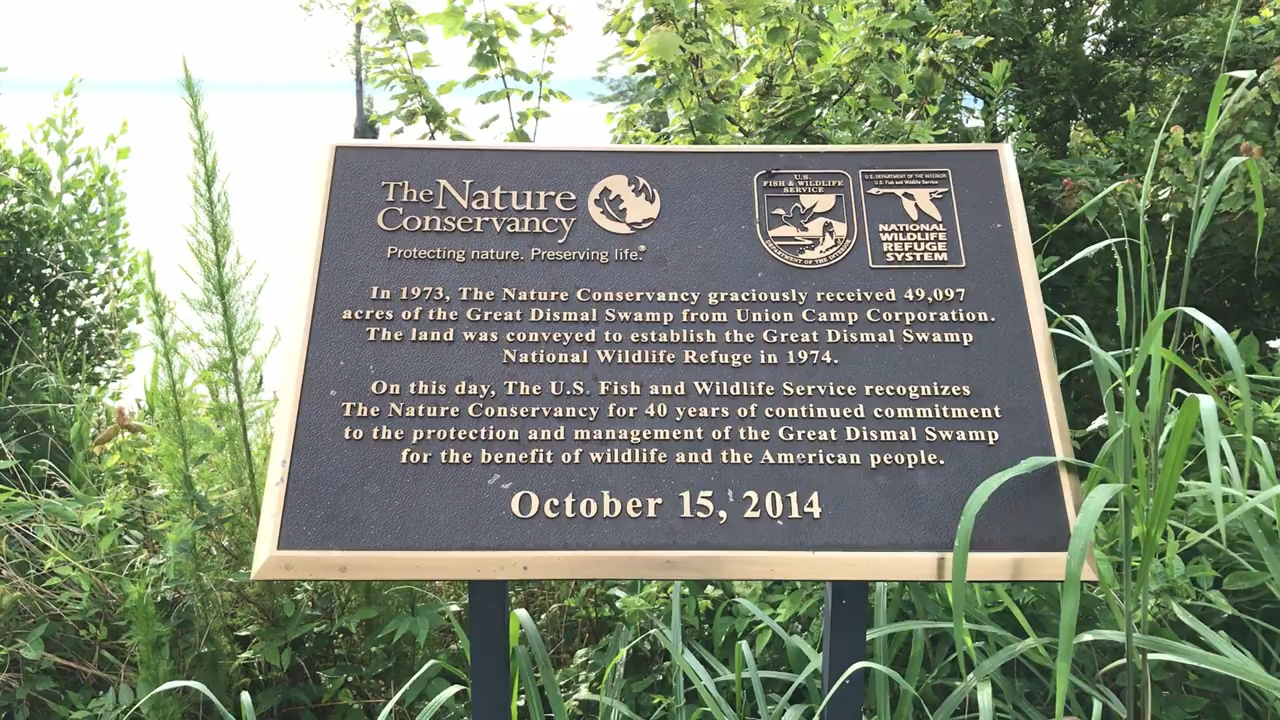 The Nature
Conservancy
Protecting nature. Preserving life.®
U.S.
FISH & WILDLIFE
SERVICE
DEPARTMENT OF THE INTERIOR
U.S. DEPARTMENT OF THE INTERIOR
U.S. Fish and Wildlife Service
NATIONAL
WILDLIFE
REFUGE
SYSTEM
In 1973, The Nature Conservancy graciously received 49,097
acres of the Great Dismal Swamp from Union Camp Corporation.
The land was conveyed to establish the Great Dismal Swamp
National Wildlife Refuge in 1974.
On this day, The U.S. Fish and Wildlife Service recognizes
The Nature Conservancy for 40 years of continued commitment
to the protection and management of the Great Dismal Swamp
for the benefit of wildlife and the American people.
October 15, 2014